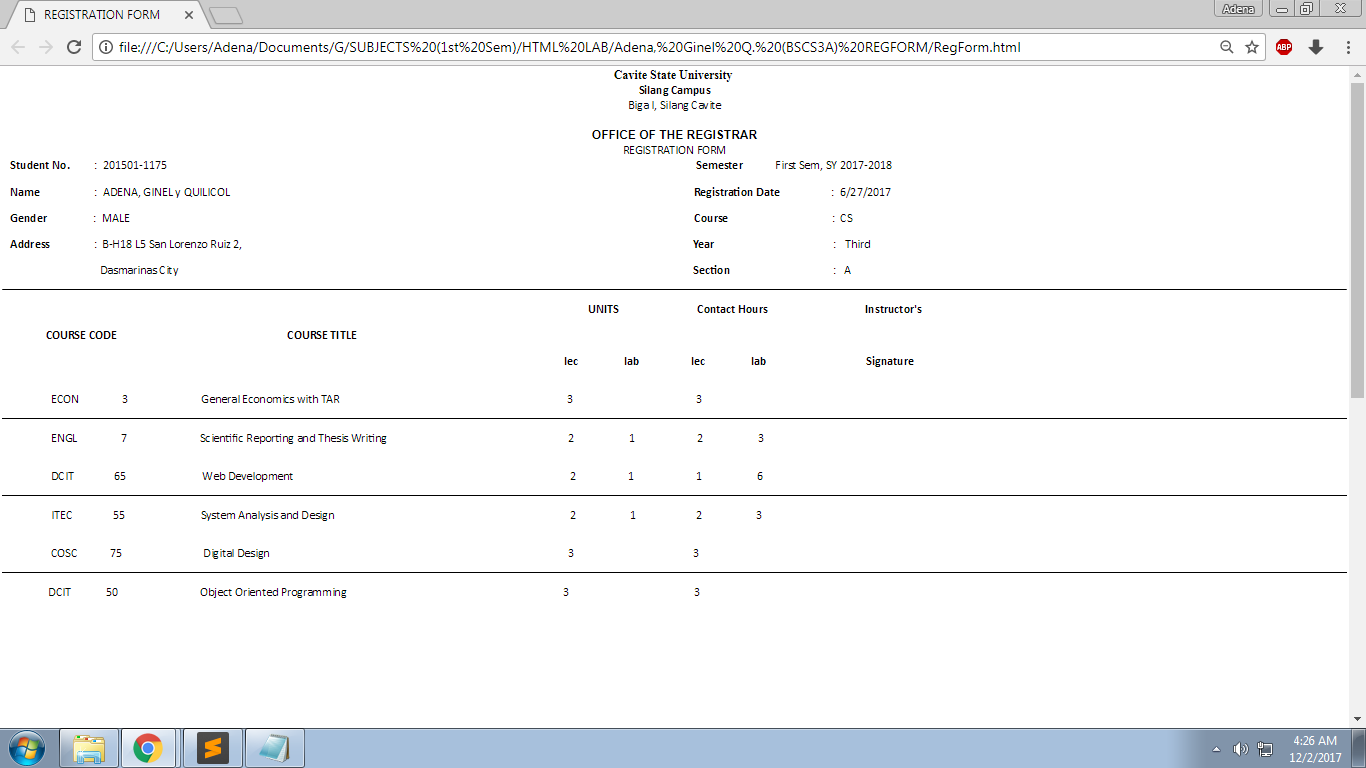 REGISTRATION FORM
Adena
file:///C:/Users/Adena/Documents/G/SUBJECTS%20(1st%20Sem)/HTML%20LAB/Adena,%20Ginel%20Q.%20(BSCS3A)%20REGFORM/RegForm.html
ABP
Cavite State University
Silang Campus
Biga I, Silang Cavite
OFFICE OF THE REGISTRAR
REGISTRATION FORM
Student No. : 201501-1175 Semester First Sem, SY 2017-2018
Name : ADENA, GINEL y QUILICOL Registration Date : 6/27/2017
Gender : MALE Course : CS
Address : B-H18 L5 San Lorenzo Ruiz 2, Year : Third
Dasmarinas City Section : A
UNITS Contact Hours Instructor's
COURSE CODE COURSE TITLE
lec lab lec lab Signature
ECON 3 General Economics with TAR 3 3
ENGL 7 Scientific Reporting and Thesis Writing 2 1 2 3
DCIT 65 Web Development 2 1 1 6
ITEC 55 System Analysis and Design 2 1 2 3
COSC 75 Digital Design 3 3
DCIT 50 Object Oriented Programming 3 3
4:26 AM
12/2/2017